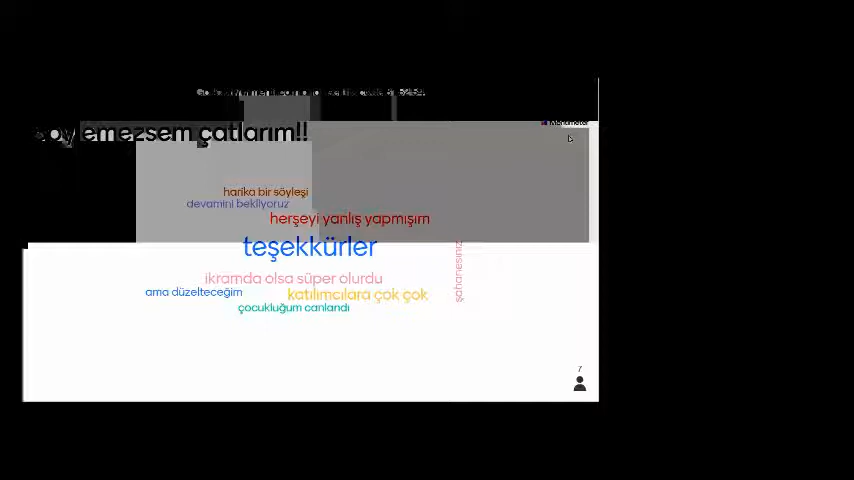 söylemezsem çatlarım!!
harika bir söyleşi
devamini bekliyoruz
herşeyi yanlış yapmışım
teşekkürler
şahanesiniz
ikramda olsa süper olurdu
ama düzelteceğim
katılımcılara çok çok
çocukluğum canlandı
7